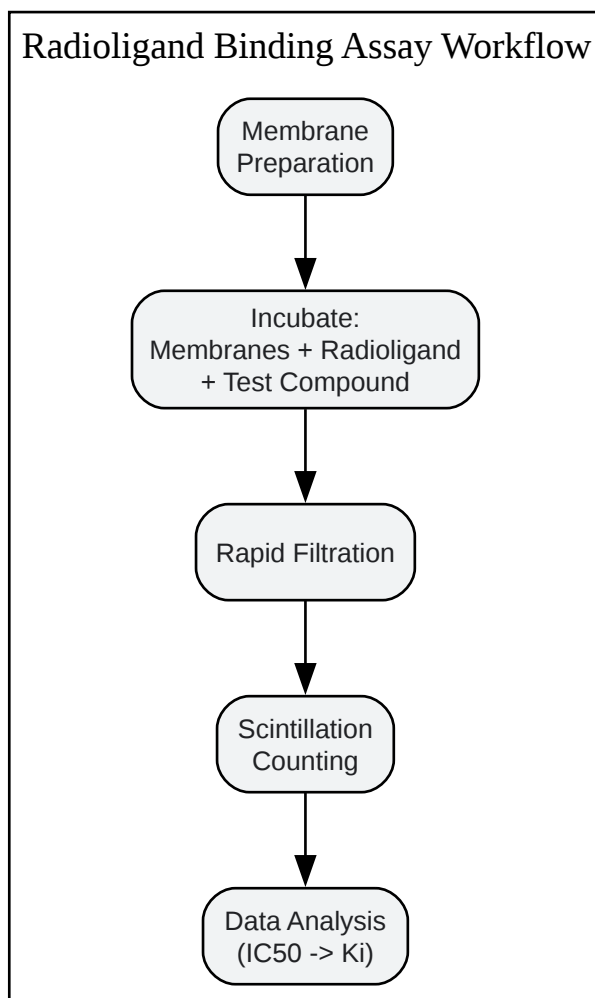 Radioligand Binding Assay Workflow
Membrane
Preparation
Incubate:
Membranes + Radioligand
+ Test Compound
Rapid Filtration
Scintillation
Counting
Data Analysis
(IC50 -> Ki)